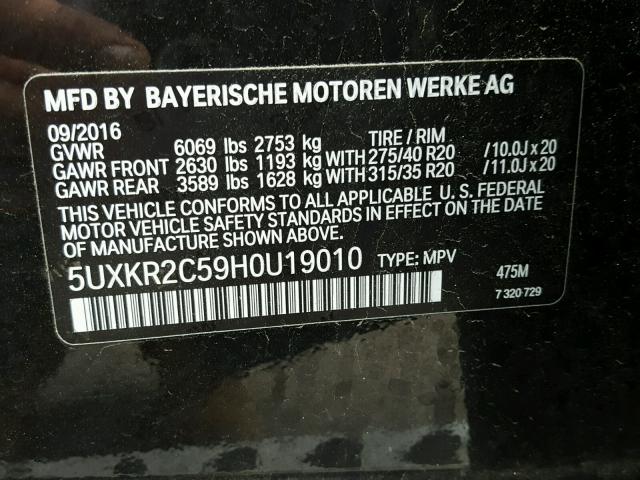 MFD BY BAYERISCHE MOTOREN WERKE AG
09/2016 TIRE / RIM
GVWR 6069 lbs 2753 kg
GAWR FRONT 2630 lbs 1193 kg WITH 275/40 R20 /10.0J x 20
GAWR REAR 3589 lbs 1628 kg WITH 315/35 R20 /11.0J x 20
THIS VEHICLE CONFORMS TO ALL APPLICABLE U. S. FEDERAL
MOTOR VEHICLE SAFETY STANDARDS IN EFFECT ON THE DATE
OF MANUFACTURE SHOWN ABOVE.
5UXKR2C59H0U19010 TYPE: MPV 475M
7 320 729